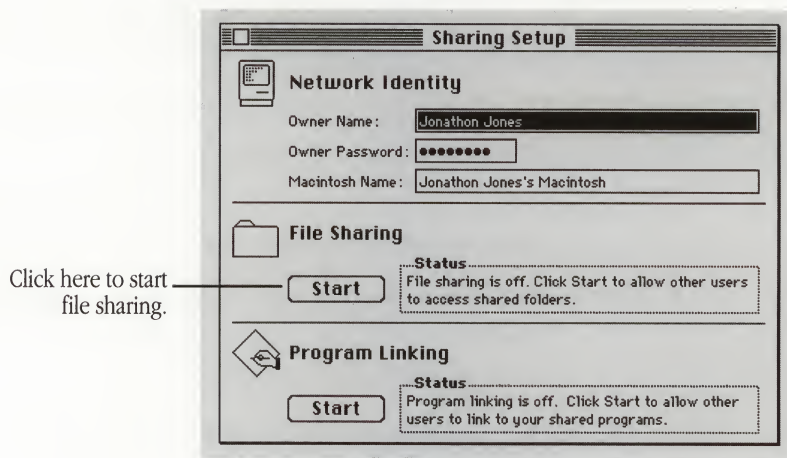 Sharing Setup
Network Identity
Owner Name:
Jonathon Jones
Owner Password:
●●●●●●●●
Macintosh Name:
Jonathon Jones's Macintosh
File Sharing
Click here to start
file sharing.
Start
Status
File sharing is off. Click Start to allow other users
to access shared folders.
Program Linking
Start
Status
Program linking is off.  Click Start to allow other
users to link to your shared programs.